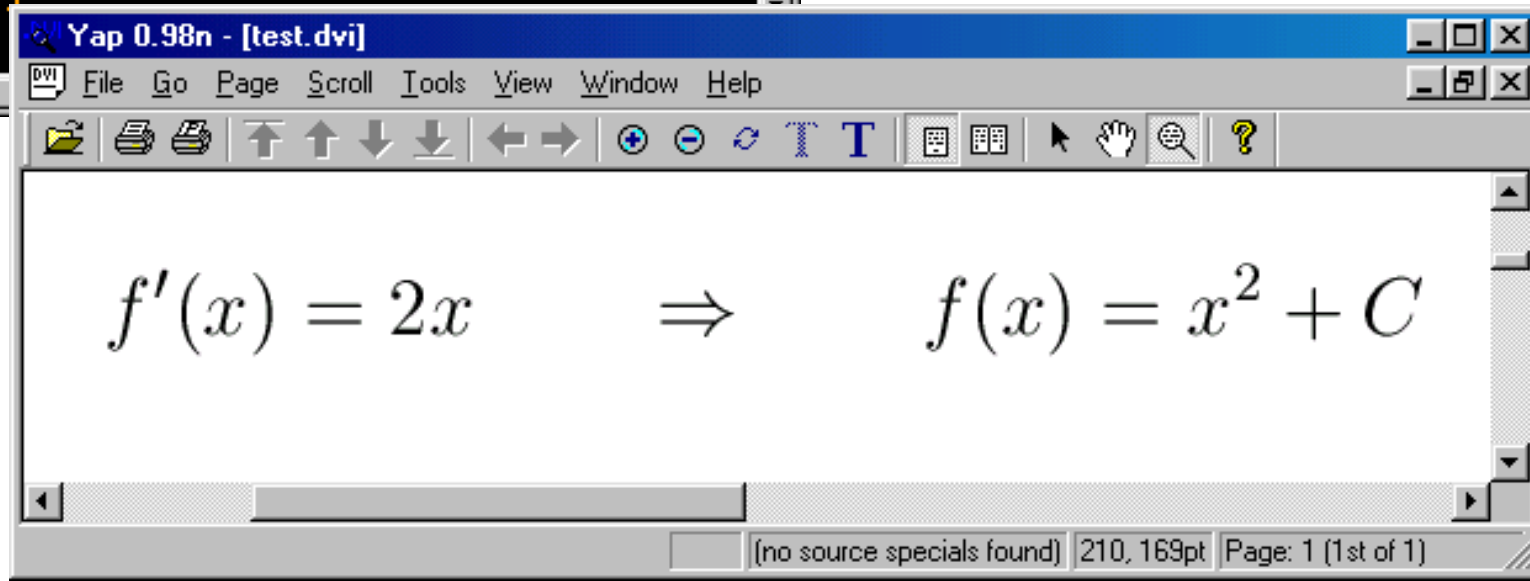 Yap 0.98n - [test.dvi]
DVI File Go Page Scroll Tools View Window Help
T T ?
f′(x) = 2x ⇒ f(x) = x² + C
(no source specials found) 210, 169pt Page: 1 (1st of 1)